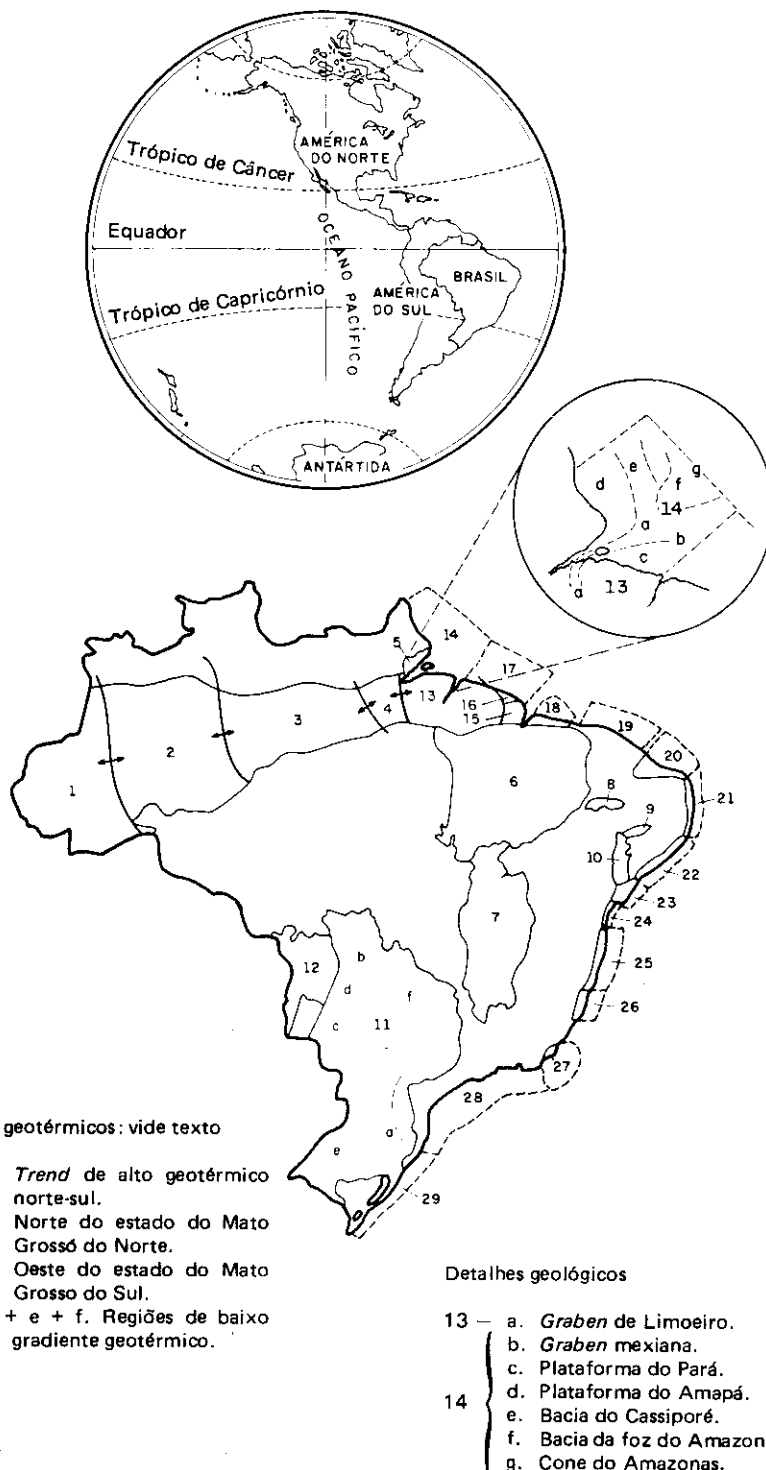 AMÉRICA
DO NORTE
Trópico de Câncer
Equador
OCEANO PACÍFICO
BRASIL
Trópico de Capricórnio
AMÉRICA
DO SUL
ANTÁRTIDA
d
e
f
g
14
a
b
c
a
13
5
14
17
1
2
3
4
13
16
15
18
19
20
21
6
8
9
10
22
23
24
7
25
26
12
b
d
f
c
11
27
28
a
e
29
geotérmicos: vide texto
Trend de alto geotérmico
norte-sul.
Norte do estado do Mato
Grosso do Norte.
Oeste do estado do Mato
Grosso do Sul.
+ e + f. Regiões de baixo
gradiente geotérmico.
Detalhes geológicos
13 – a. Graben de Limoeiro.
b. Graben mexiana.
c. Plataforma do Pará.
14 d. Plataforma do Amapá.
e. Bacia do Cassiporé.
f. Bacia da foz do Amazon
g. Cone do Amazonas.